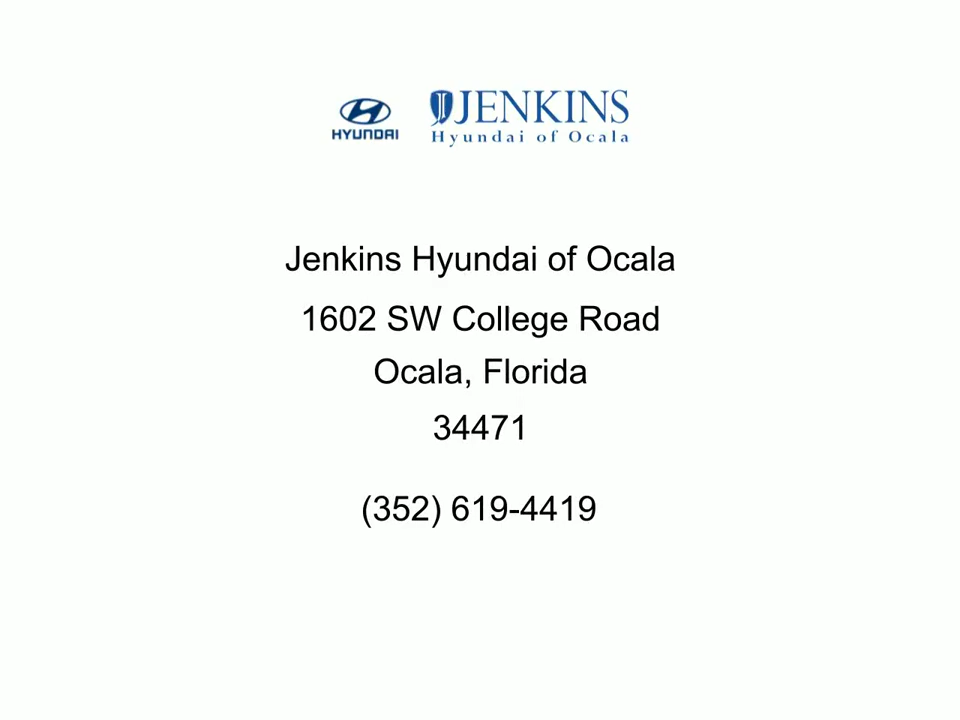 HYUNDAI
JENKINS
Hyundai of Ocala
Jenkins Hyundai of Ocala
1602 SW College Road
Ocala, Florida
34471
(352) 619-4419